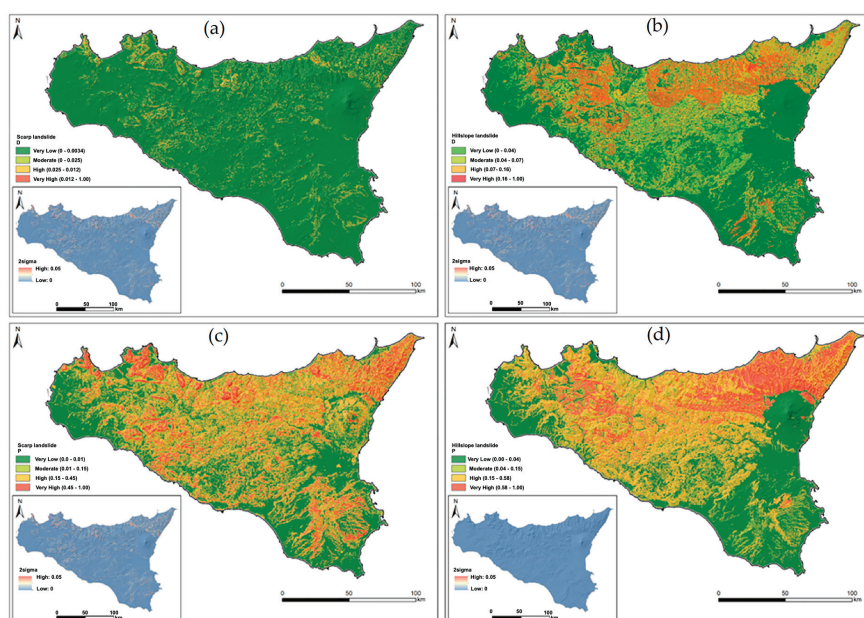 N
(a)
Scarp landslide
D
Very Low (0 - 0.0034)
Moderate (0 - 0.025)
High (0.025 - 0.012)
Very High (0.012 - 1.00)
N
2sigma
High: 0.05
Low: 0
0 50 100
km
0 50 100
km
N
(b)
Hillslope landslide
D
Very Low (0 - 0.04)
Moderate (0.04 - 0.07)
High (0.07 - 0.16)
Very High (0.16 - 1.00)
N
2sigma
High: 0.05
Low: 0
0 50 100
km
0 50 100
km
N
(c)
Scarp landslide
P
Very Low (0.0 - 0.01)
Moderate (0.01 - 0.15)
High (0.15 - 0.45)
Very High (0.45 - 1.00)
N
2sigma
High: 0.05
Low: 0
0 50 100
km
0 50 100
km
N
(d)
Hillslope landslide
P
Very Low (0.00 - 0.04)
Moderate (0.04 - 0.15)
High (0.15 - 0.58)
Very High (0.58 - 1.00)
N
2sigma
High: 0.05
Low: 0
0 50 100
km
0 50 100
km